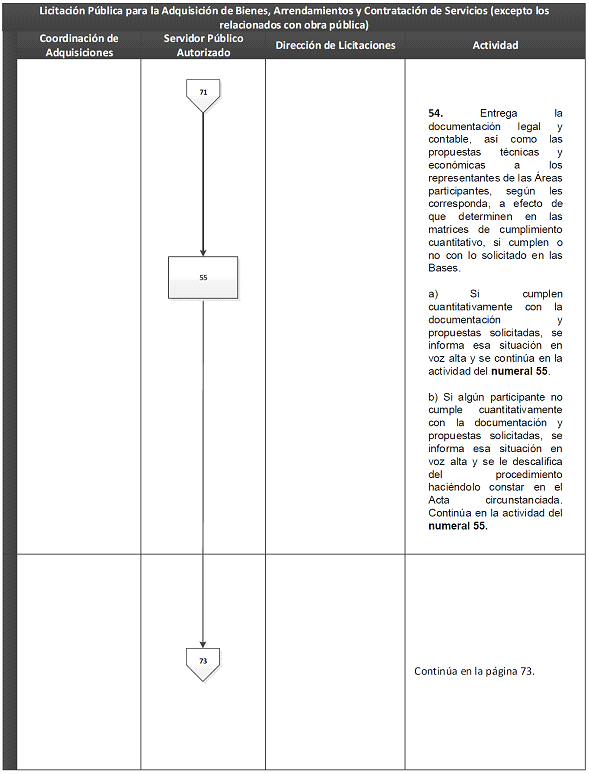 Licitación Pública para la Adquisición de Bienes, Arrendamientos y Contratación de Servicios (excepto los
relacionados con obra pública)
Coordinación de
Adquisiciones
Servidor Público
Autorizado
Dirección de Licitaciones
Actividad
71
55
54. Entrega la
documentación legal y
contable, así como las
propuestas técnicas y
económicas a los
representantes de las Áreas
participantes, según les
corresponda, a efecto de
que determinen en las
matrices de cumplimiento
cuantitativo, si cumplen o
no con lo solicitado en las
Bases.
a) Si cumplen
cuantitativamente con la
documentación y
propuestas solicitadas, se
informa esa situación en
voz alta y se continúa en la
actividad del numeral 55.
b) Si algún participante no
cumple cuantitativamente
con la documentación y
propuestas solicitadas, se
informa esa situación en
voz alta y se le descalifica
del procedimiento
haciéndolo constar en el
Acta circunstanciada.
Continúa en la actividad del
numeral 55.
73
Continúa en la página 73.